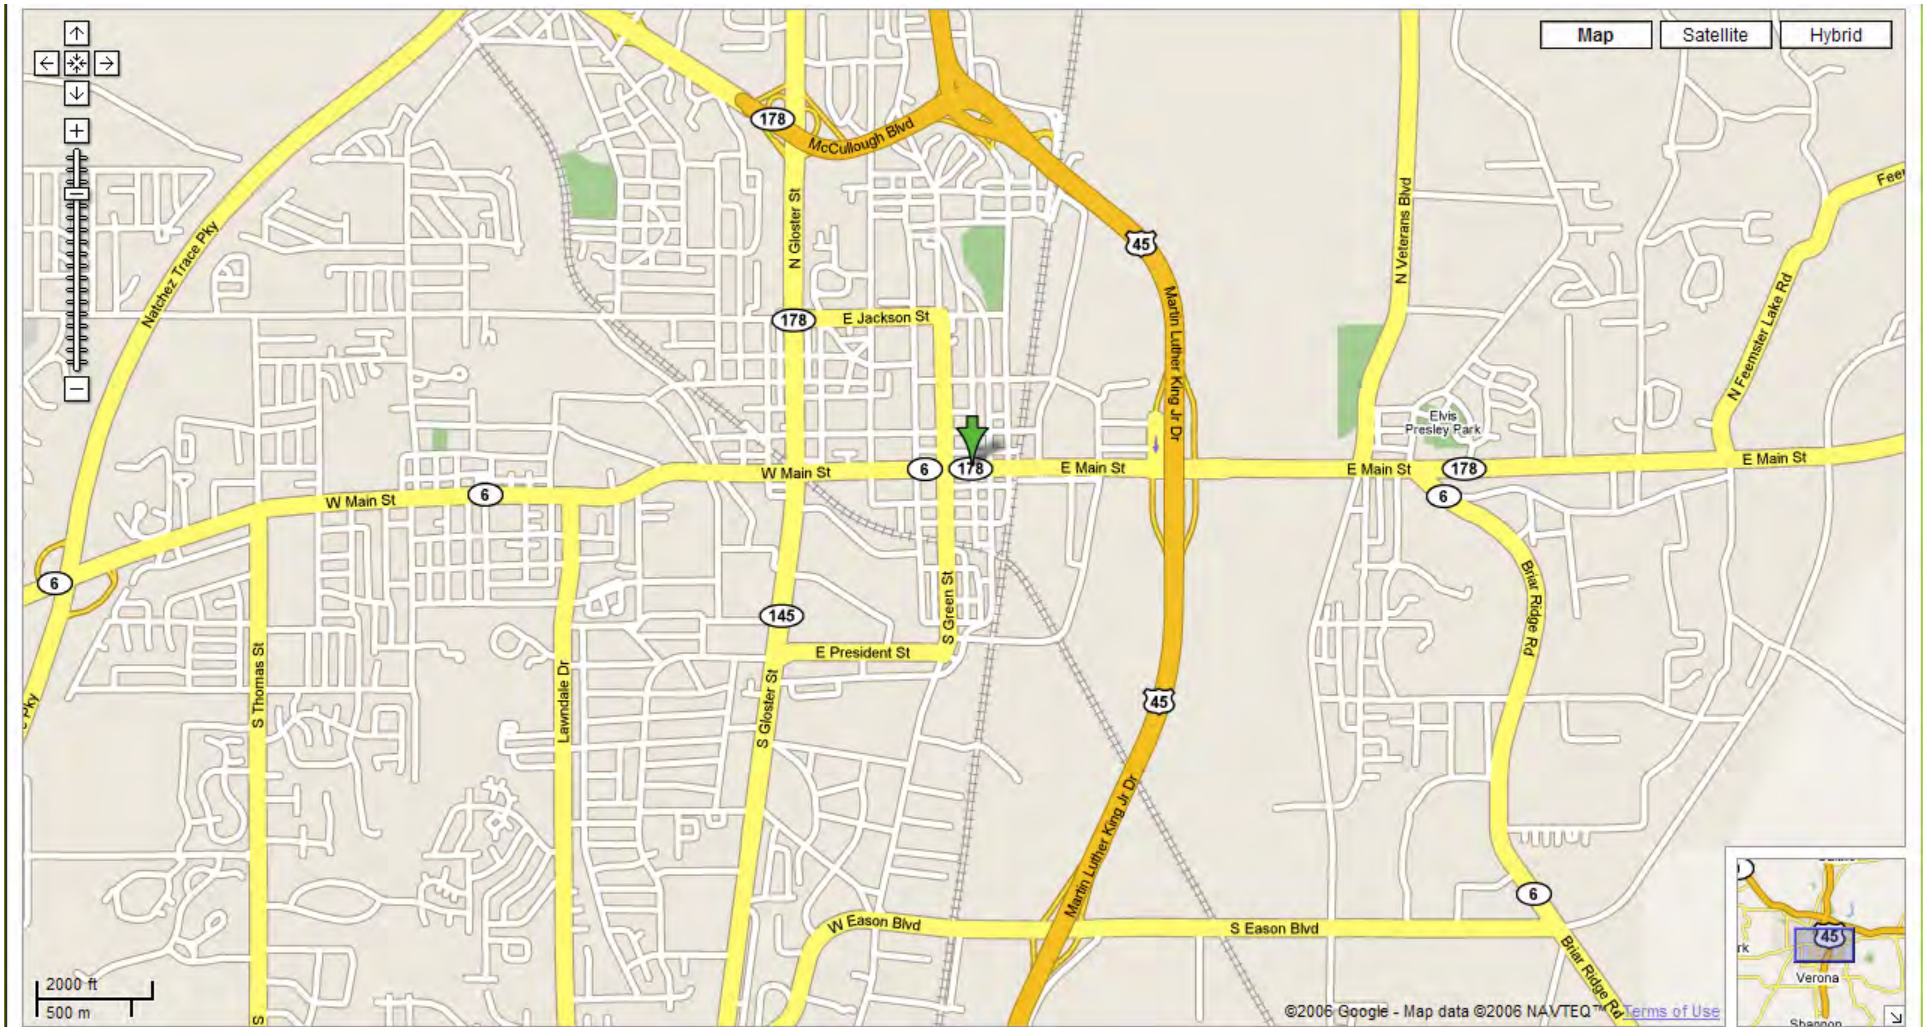 Map
Satellite
Hybrid
178
McCullough Blvd
Feer
N Gloster St
N Veterans Blvd
45
Natchez Trace Pky
178
E Jackson St
Martin Luther King Jr Dr
N Feemster Lake Rd
Elvis
Presley Park
W Main St
6
178
E Main St
E Main St
178
E Main St
W Main St
6
6
6
Briar Ridge Rd
S Green St
145
E President St
S Thomas St
Lawndale Dr
S Gloster St
Pky
45
Martin Luther King Jr Dr
6
W Eason Blvd
S Eason Blvd
Briar Ridge Rd
45
rk
Verona
Shannon
2000 ft
500 m
S
©2006 Google - Map data ©2006 NAVTEQ™ - Terms of Use